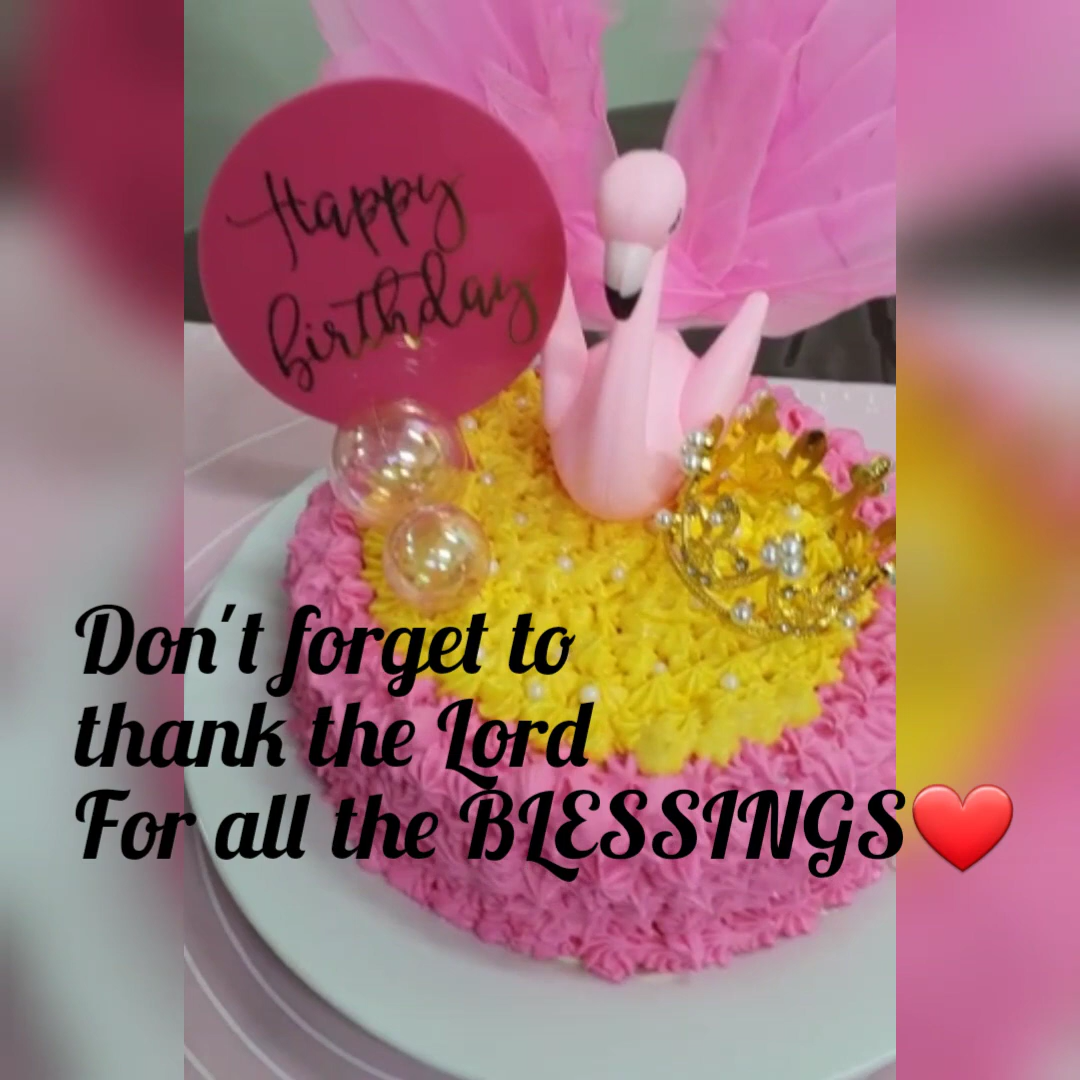 Happy
birthday
Don't forget to
thank the Lord
For all the BLESSINGS❤️